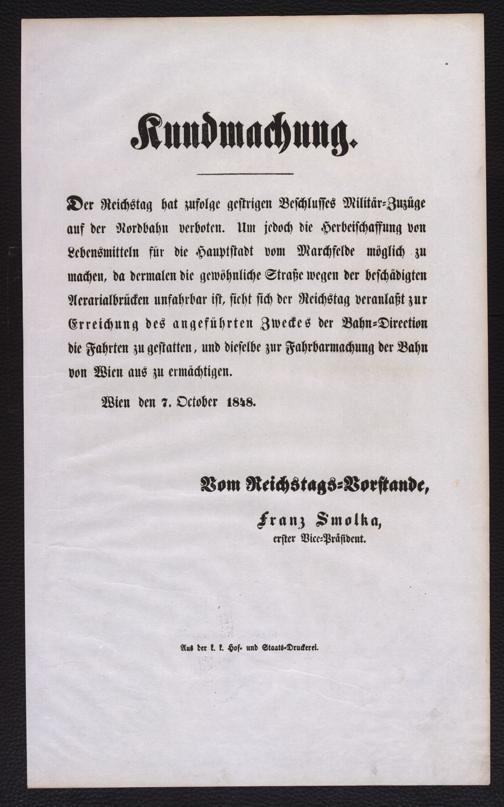 Kundmachung.
Der Reichstag hat zufolge gestrigen Beschlusses Militär-Zuzüge
auf der Nordbahn verboten. Um jedoch die Herbeischaffung von
Lebensmitteln für die Hauptstadt vom Marchfelde möglich zu
machen, da dermalen die gewöhnliche Straße wegen der beschädigten
Aerarialbrücken unfahrbar ist, sieht sich der Reichstag veranlaßt zur
Erreichung des angeführten Zweckes der Bahn-Direction
die Fahrten zu gestatten, und dieselbe zur Fahrbarmachung der Bahn
von Wien aus zu ermächtigen.
Wien den 7. October 1848.
Vom Reichstags-Vorstande,
Franz Smolka,
erster Vice-Präsident.
Aus der k. k. Hof- und Staats-Druckerei.